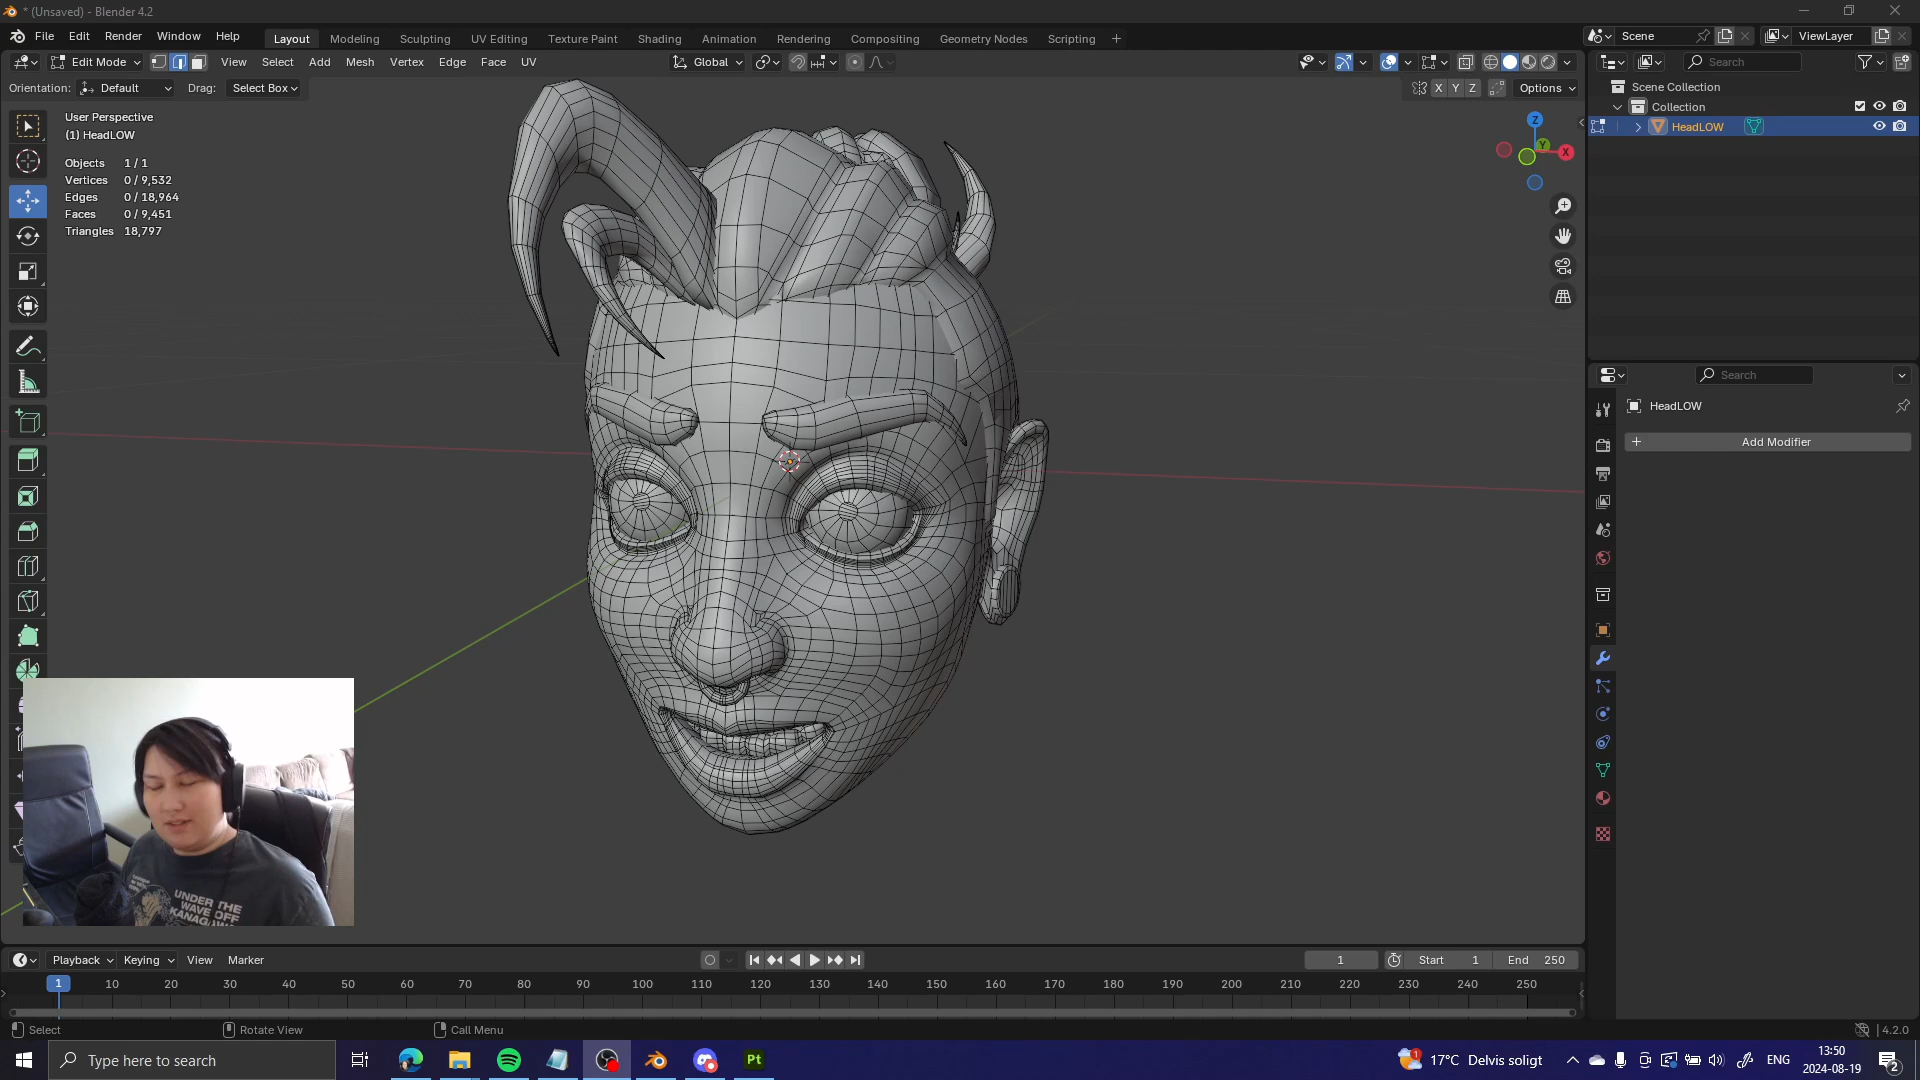 * (Unsaved) - Blender 4.2
File Edit Render Window Help
Layout Modeling Sculpting UV Editing Texture Paint Shading Animation Rendering Compositing Geometry Nodes Scripting +
Scene ViewLayer
Edit Mode View Select Add Mesh Vertex Edge Face UV
Global
Search
Orientation: Default Drag: Select Box
X Y Z Options
Scene Collection
Collection
HeadLOW
User Perspective
(1) HeadLOW
Objects 1 / 1
Vertices 0 / 9,532
Edges 0 / 18,964
Faces 0 / 9,451
Triangles 18,797
Z
Y
X
Search
HeadLOW
+ Add Modifier
UNDER THE
WAVE OFF
Playback Keying View Marker
1 Start 1 End 250
1 10 20 30 40 50 60 70 80 90 100 110 120 130 140 150 160 170 180 190 200 210 220 230 240 250
Select Rotate View Call Menu
4.2.0
Type here to search
Pt
1 17°C Delvis soligt
ENG
13:50
2024-08-19
2